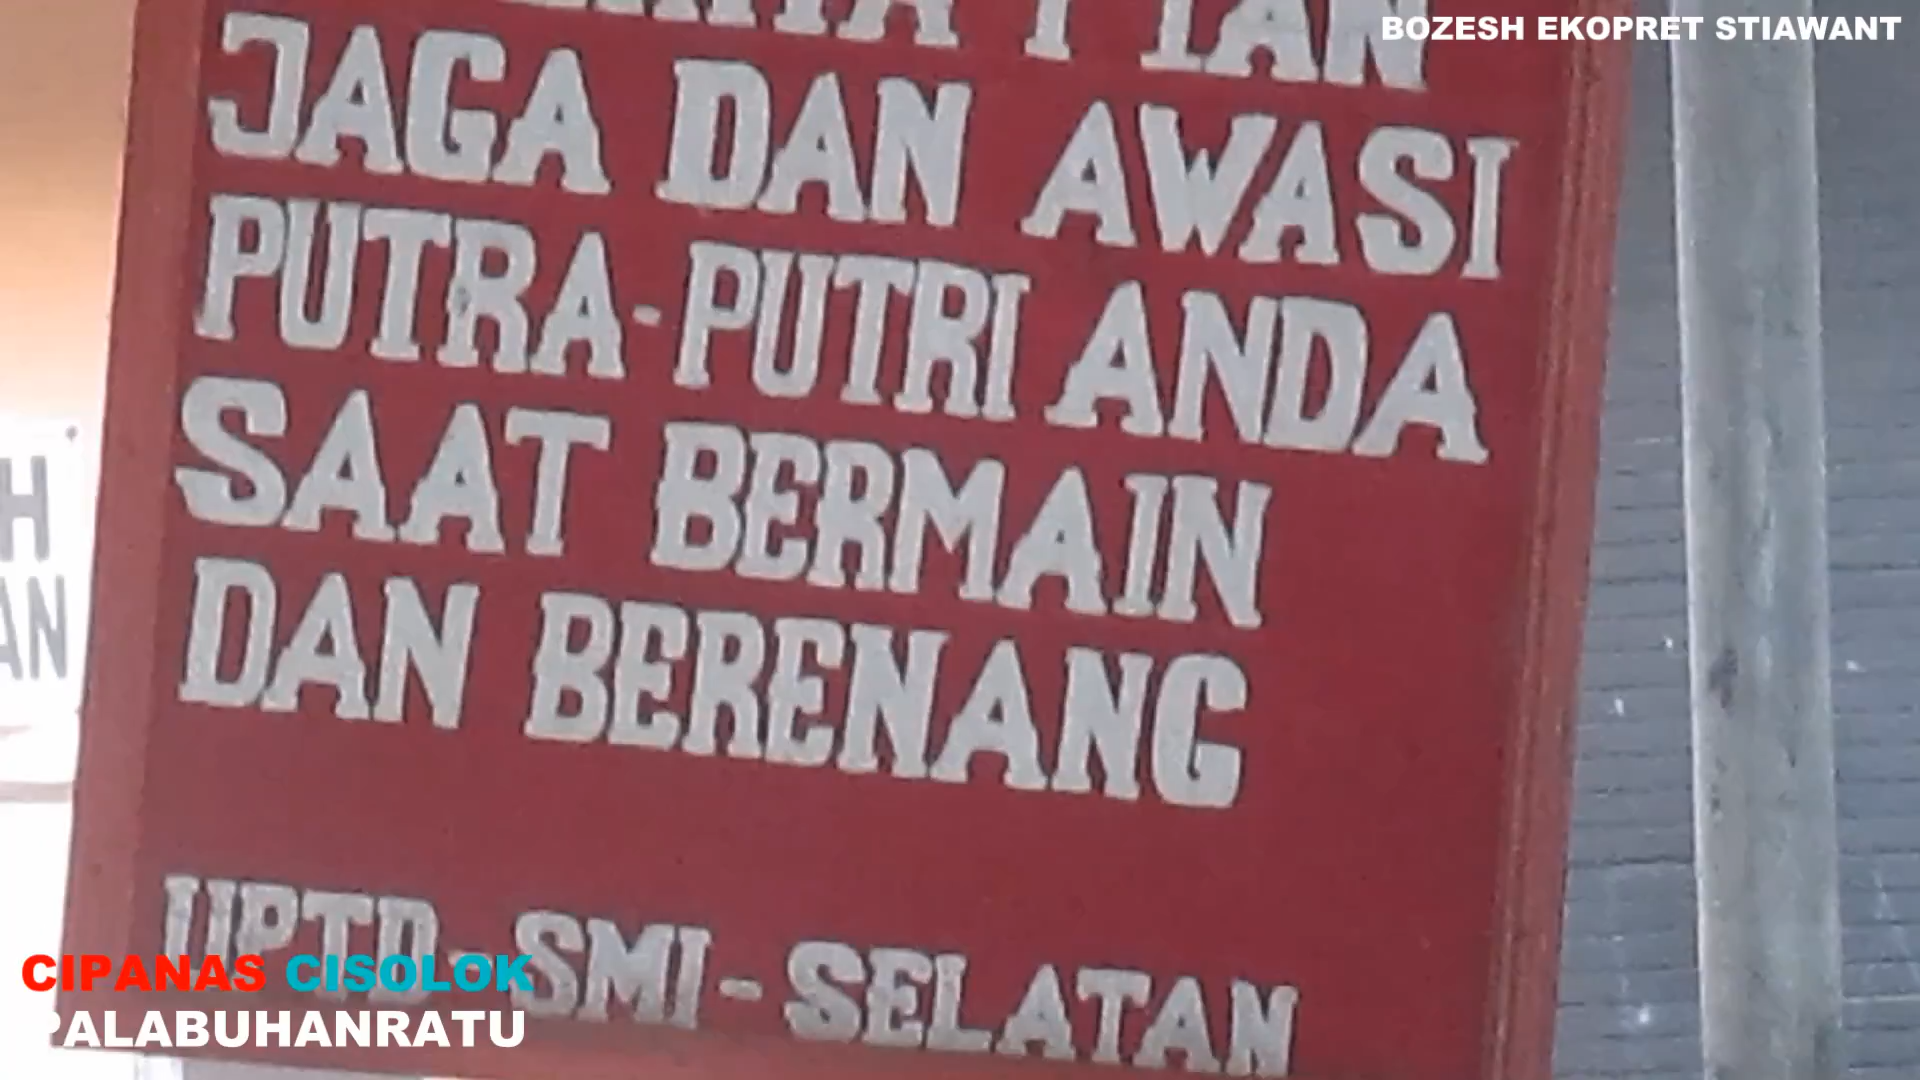 BOZESH EKOPRET STIAWANT
JAGA DAN AWASI
PUTRA-PUTRI ANDA
SAAT BERMAIN
DAN BERENANG
UPTD-SMI-SELATAN
CIPANAS CISOLOK
PALABUHANRATU